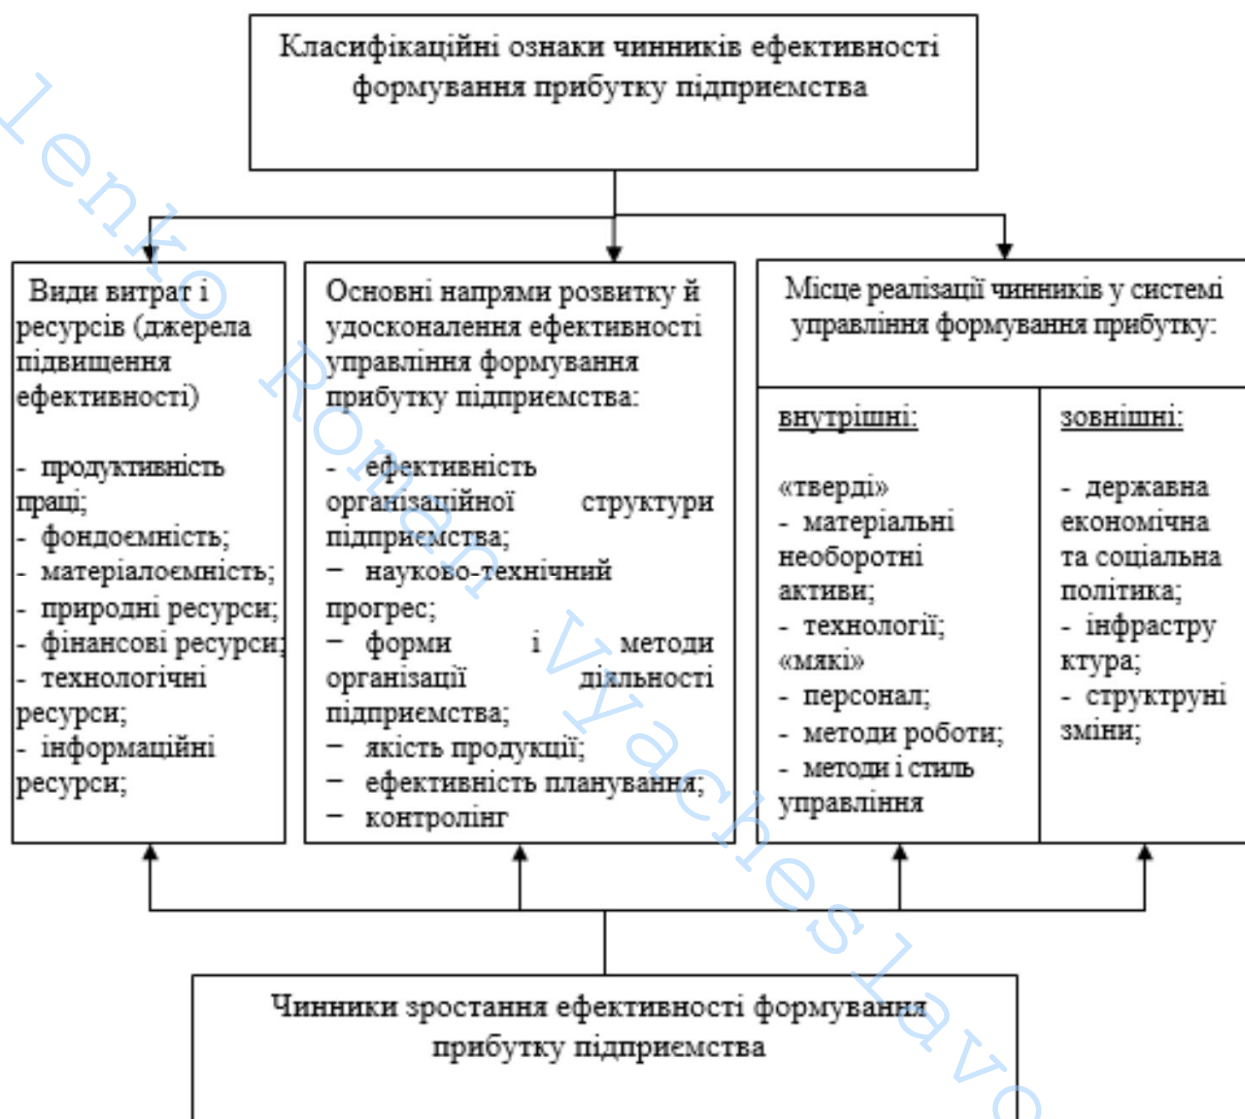 Класифікаційні ознаки чинників ефективності
формування прибутку підприємства
Види витрат і
ресурсів (джерела
підвищення
ефективності)
- продуктивність
праці;
- фондоємність;
- матеріалоємність;
- природні ресурси;
- фінансові ресурси;
- технологічні
ресурси;
- інформаційні
ресурси;
Основні напрями розвитку й
удосконалення ефективності
управління формування
прибутку підприємства:
- ефективність
організаційної структури
підприємства;
– науково-технічний
прогрес;
– форми і методи
організації діяльності
підприємства;
– якість продукції;
– ефективність планування;
– контролінг
Місце реалізації чинників у системі
управління формування прибутку:
внутрішні:
«тверді»
- матеріальні
необоротні
активи;
- технології;
«мякі»
- персонал;
- методи роботи;
- методи і стиль
управління
зовнішні:
- державна
економічна
та соціальна
політика;
- інфрастру
ктура;
- структруні
зміни;
Чинники зростання ефективності формування
прибутку підприємства
lenko Roman Vyacheslavo